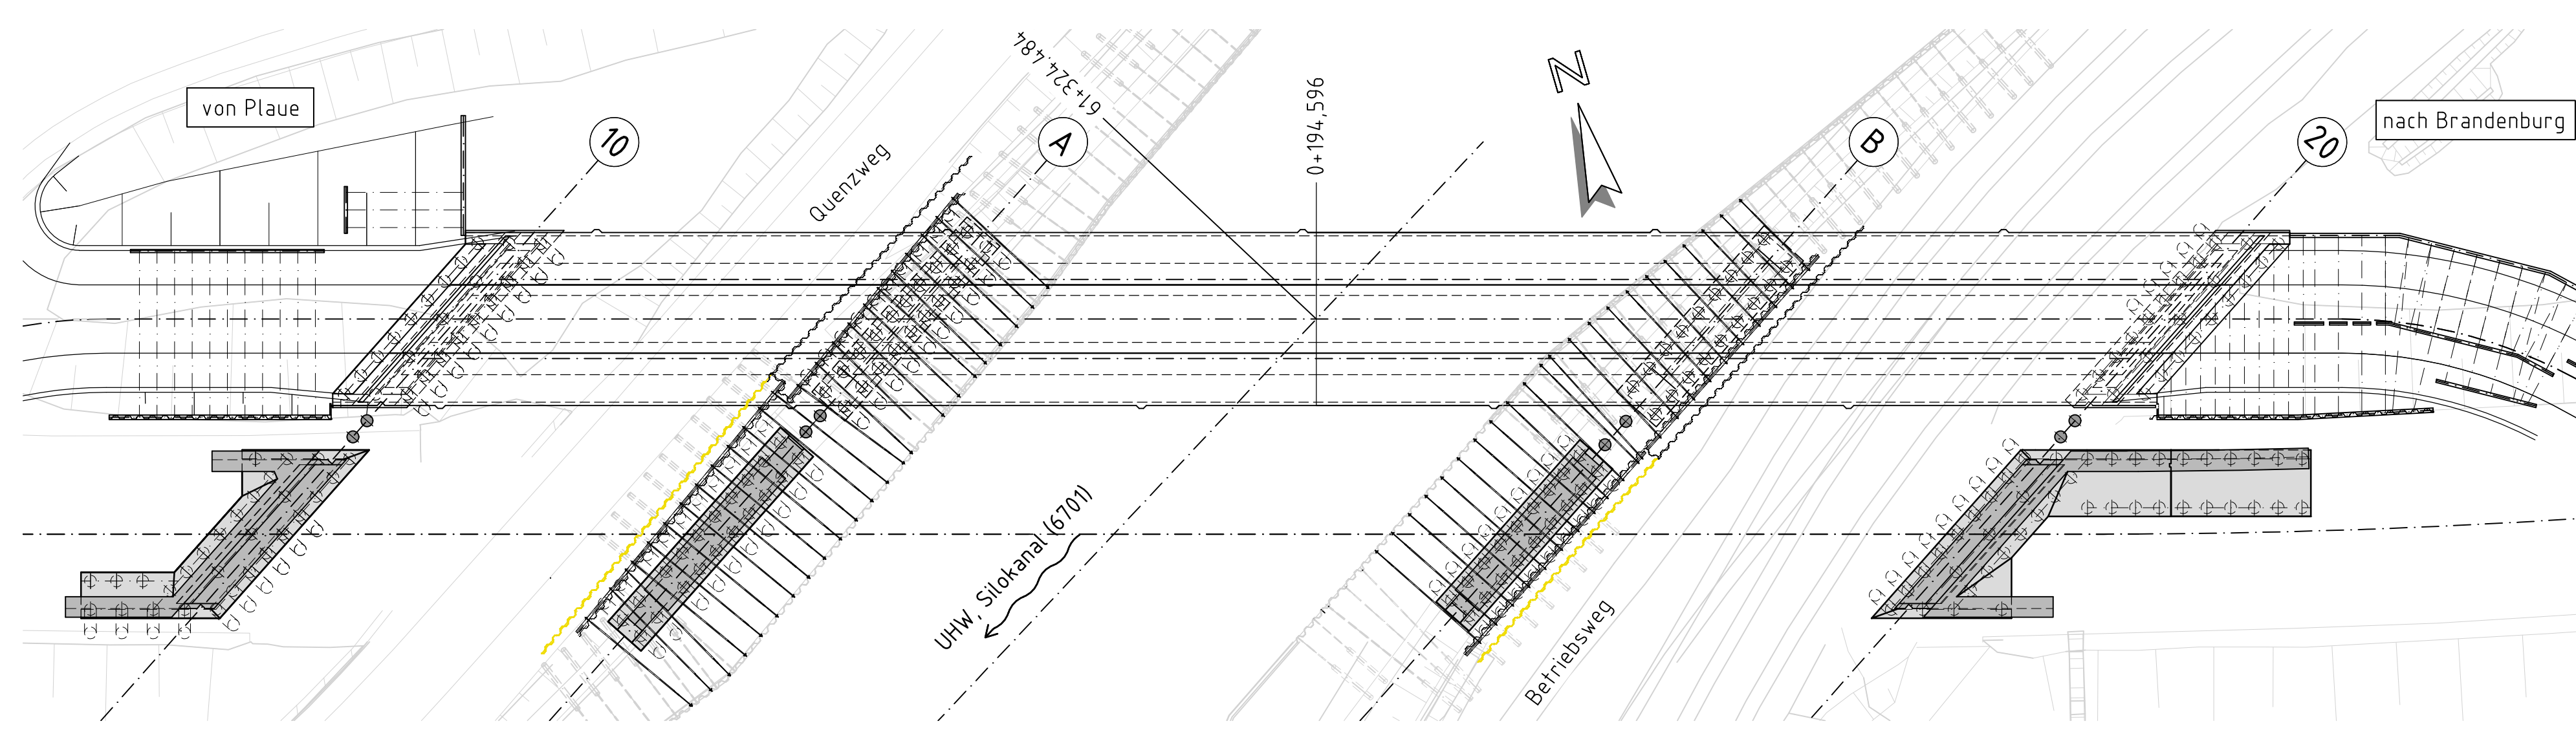 61+324.484
0+194,596
N
von Plaue
10
A
B
20
nach Brandenburg
Quenzweg
UHW, Silokanal (6701)
Betriebsweg